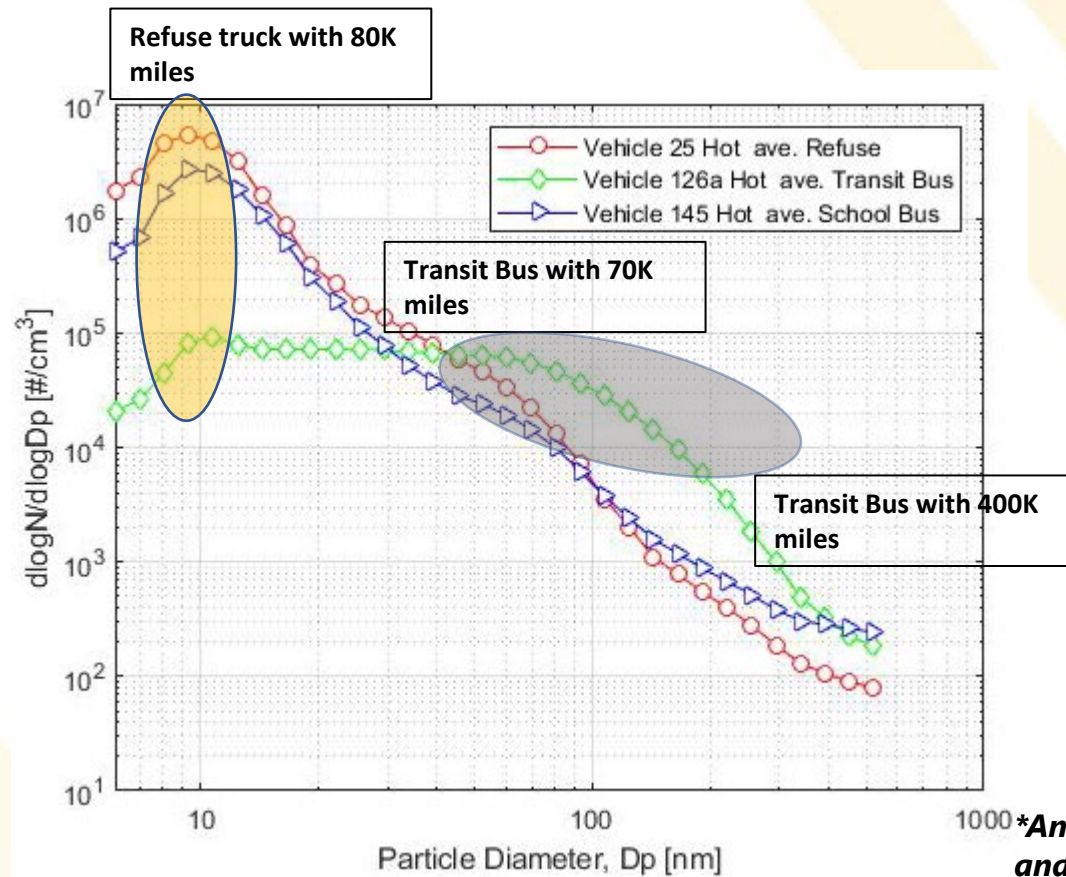 Refuse truck with 80K
miles
10^7
Vehicle 25 Hot ave. Refuse
Vehicle 126a Hot ave. Transit Bus
Vehicle 145 Hot ave. School Bus
10^6
Transit Bus with 70K
miles
10^5
dlogN/dlogDp [#/cm^3]
10^4
Transit Bus with 400K
miles
10^3
10^2
10^1
10
100
1000
*An
and
Particle Diameter, Dp [nm]